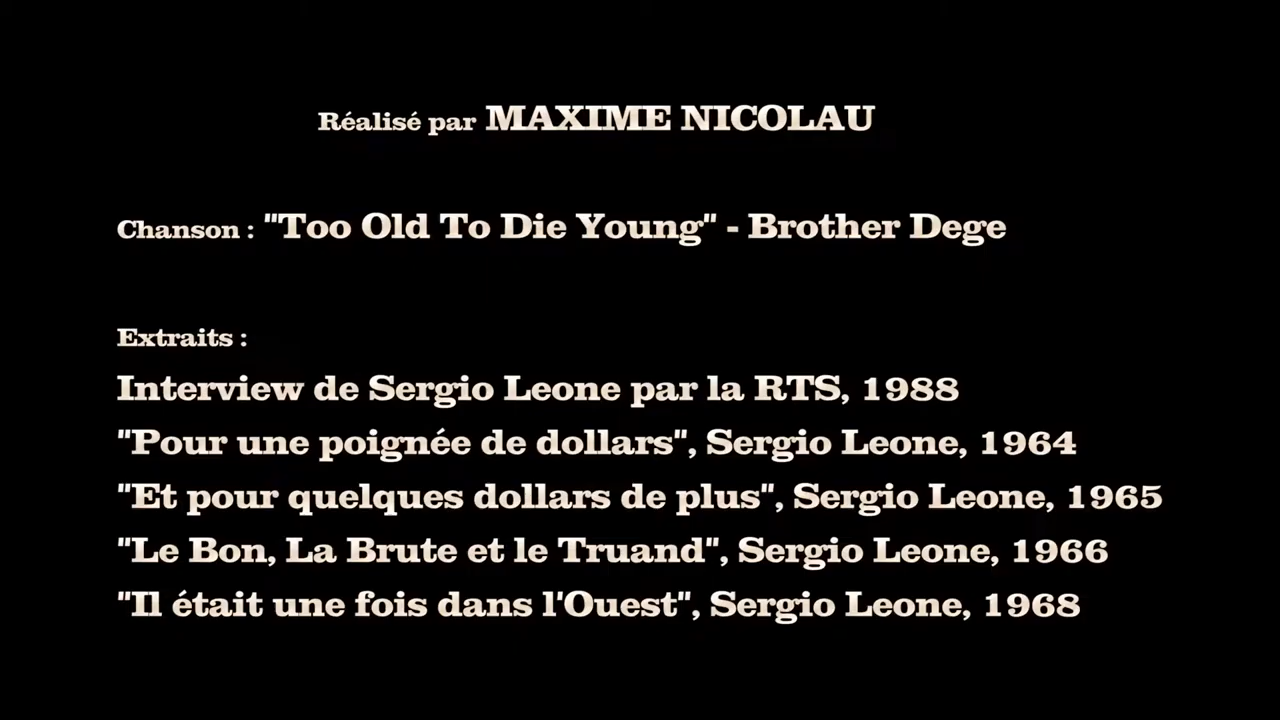 Réalisé par MAXIME NICOLAU
Chanson : "Too Old To Die Young" - Brother Dege
Extraits :
Interview de Sergio Leone par la RTS, 1988
"Pour une poignée de dollars", Sergio Leone, 1964
"Et pour quelques dollars de plus", Sergio Leone, 1965
"Le Bon, La Brute et le Truand", Sergio Leone, 1966
"Il était une fois dans l'Ouest", Sergio Leone, 1968